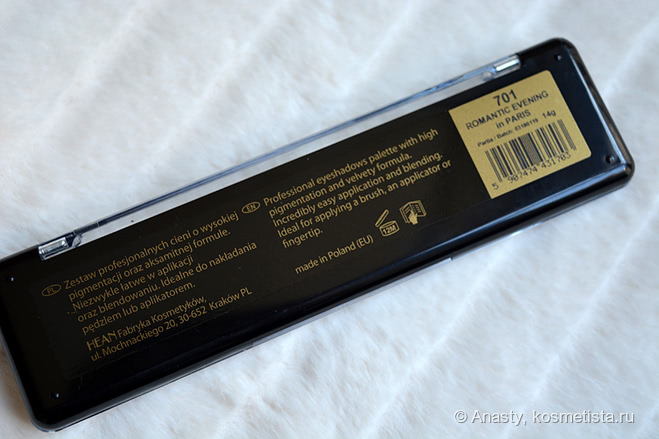 PL Zestaw profesjonalnych cieni o wysokiej
pigmentacji oraz aksamitnej formule.
Niezwykle łatwe w aplikacji
oraz blendowaniu. Idealne do nakładania
pędzlem lub aplikatorem.
HEAN Fabryka Kosmetyków,
ul. Mochnackiego 20, 30-652 Kraków PL
EN Professional eyeshadows palette with high
pigmentation and velvety formula.
Incredibly easy application and blending.
Ideal for applying a brush, an applicator or
fingertip.
made in Poland (EU)
12M
701
ROMANTIC EVENING
in PARIS
Partia / Batch: 03190119 14g
5 907474 431703
© Anasty, kosmetista.ru